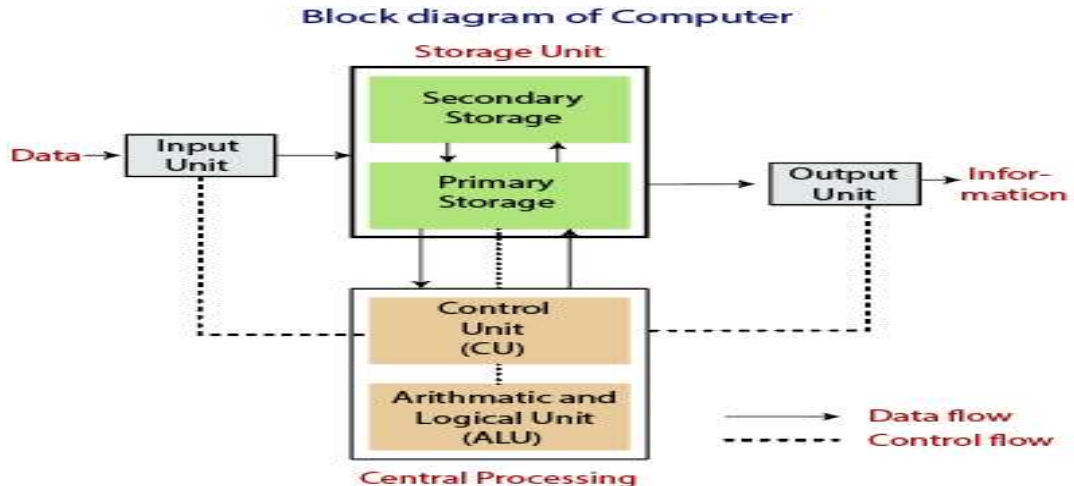 Block diagram of Computer
Storage Unit
Secondary
Storage
Data
Input
Unit
Primary
Storage
Output
Unit
Infor-
mation
Control
Unit
(CU)
Arithmatic and
Logical Unit
(ALU)
Data flow
Control flow
Central Processing